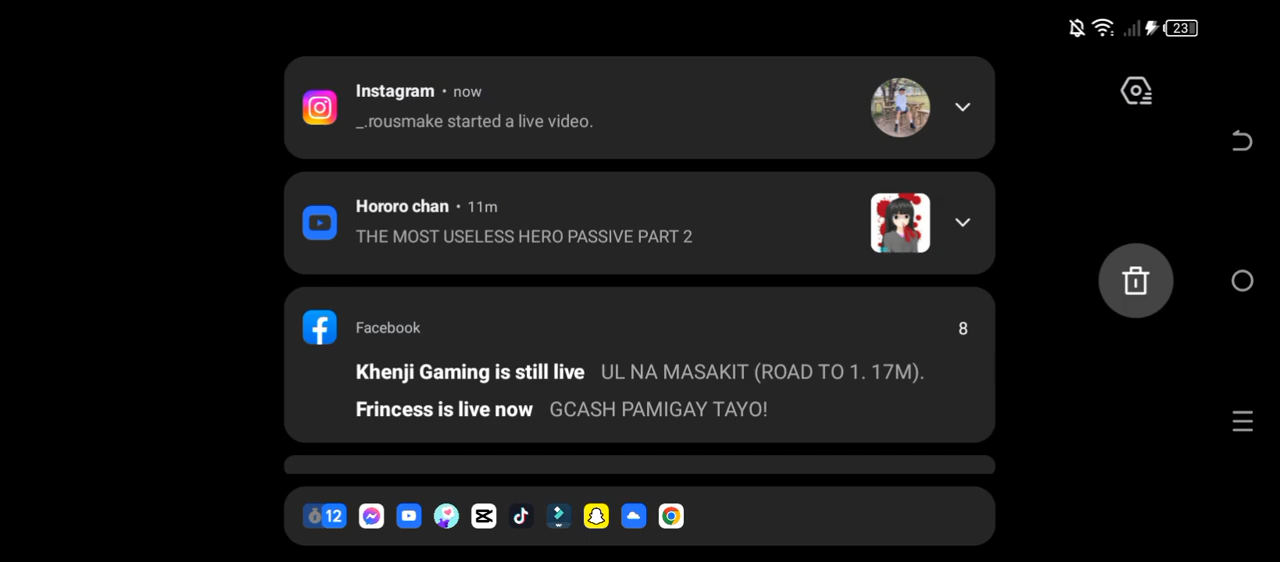 23
Instagram • now
_.rousmake started a live video.
Hororo chan • 11m
THE MOST USELESS HERO PASSIVE PART 2
Facebook 8
Khenji Gaming is still live UL NA MASAKIT (ROAD TO 1. 17M).
Frincess is live now GCASH PAMIGAY TAYO!
12